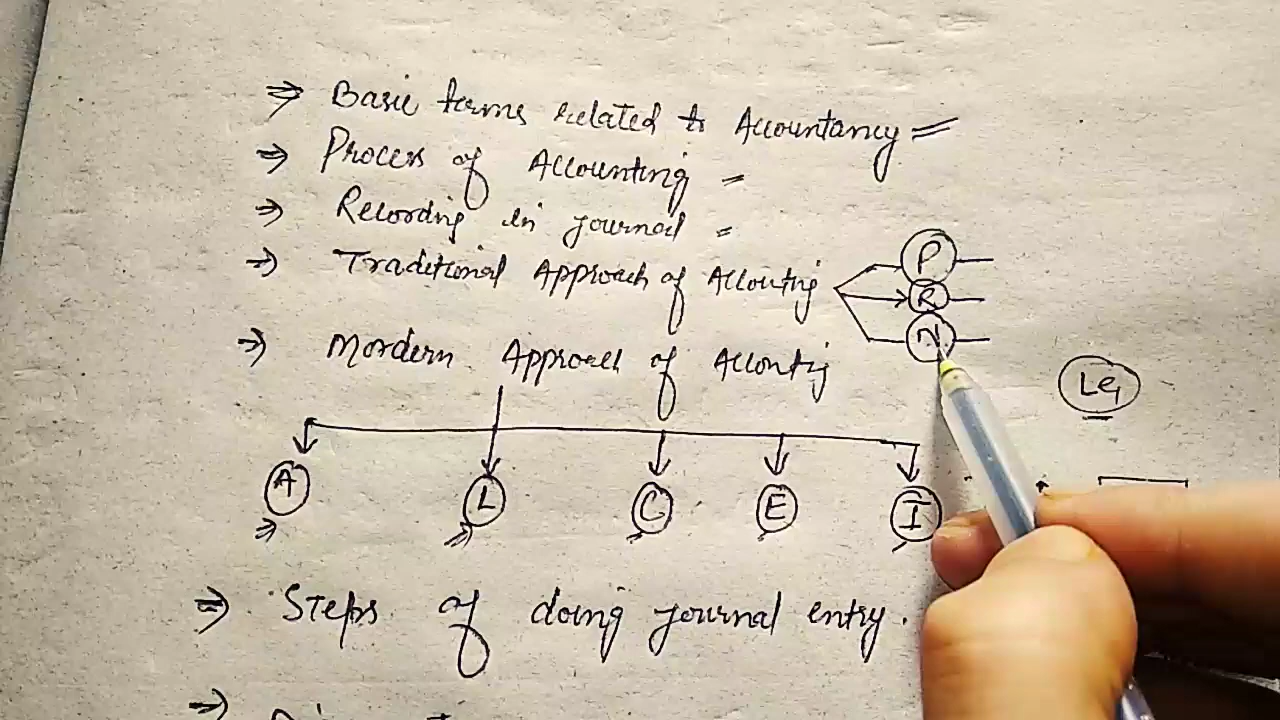 ⇒ Basic terms related to Accountancy =
⇒ Process of Accounting =
⇒ Recording in journal =
⇒ Traditional Approach of Accounting
P
R
N
⇒ Mordern Approach of Accounting
Le
A L C E I
⇒ Steps of doing journal entry.